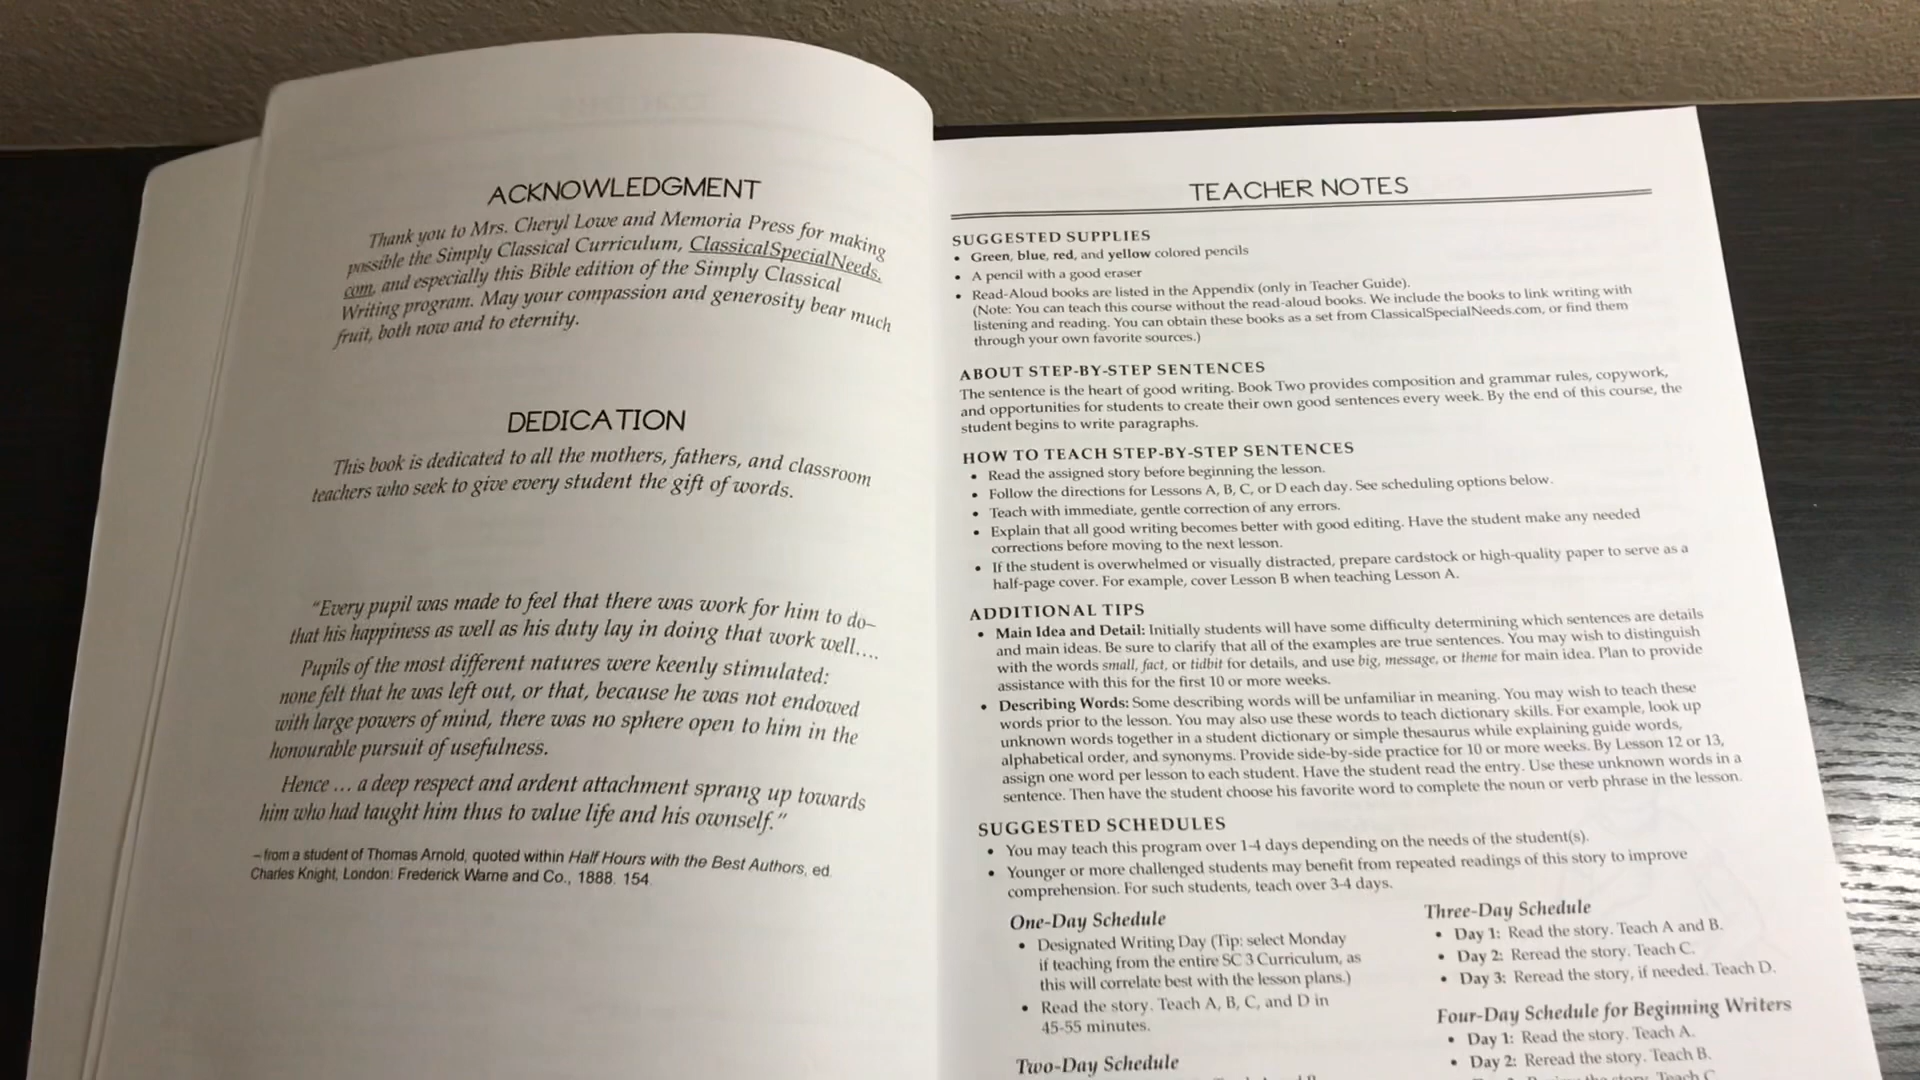 ACKNOWLEDGMENT
Thank you to Mrs. Cheryl Lowe and Memoria Press for making
possible the Simply Classical Curriculum, ClassicalSpecialNeeds.
com, and especially this Bible edition of the Simply Classical
Writing program. May your compassion and generosity bear much
fruit, both now and to eternity.
DEDICATION
This book is dedicated to all the mothers, fathers, and classroom
teachers who seek to give every student the gift of words.
“Every pupil was made to feel that there was work for him to do–
that his happiness as well as his duty lay in doing that work well….
Pupils of the most different natures were keenly stimulated:
none felt that he was left out, or that, because he was not endowed
with large powers of mind, there was no sphere open to him in the
honourable pursuit of usefulness.
Hence … a deep respect and ardent attachment sprang up towards
him who had taught him thus to value life and his ownself.”
– from a student of Thomas Arnold, quoted within Half Hours with the Best Authors, ed.
Charles Knight, London: Frederick Warne and Co., 1888. 154.
TEACHER NOTES
SUGGESTED SUPPLIES
• Green, blue, red, and yellow colored pencils
• A pencil with a good eraser
• Read-Aloud books are listed in the Appendix (only in Teacher Guide).
(Note: You can teach this course without the read-aloud books. We include the books to link writing with
listening and reading. You can obtain these books as a set from ClassicalSpecialNeeds.com, or find them
through your own favorite sources.)
ABOUT STEP-BY-STEP SENTENCES
The sentence is the heart of good writing. Book Two provides composition and grammar rules, copywork,
and opportunities for students to create their own good sentences every week. By the end of this course, the
student begins to write paragraphs.
HOW TO TEACH STEP-BY-STEP SENTENCES
• Read the assigned story before beginning the lesson.
• Follow the directions for Lessons A, B, C, or D each day. See scheduling options below.
• Teach with immediate, gentle correction of any errors.
• Explain that all good writing becomes better with good editing. Have the student make any needed
corrections before moving to the next lesson.
• If the student is overwhelmed or visually distracted, prepare cardstock or high-quality paper to serve as a
half-page cover. For example, cover Lesson B when teaching Lesson A.
ADDITIONAL TIPS
• Main Idea and Detail: Initially students will have some difficulty determining which sentences are details
and main ideas. Be sure to clarify that all of the examples are true sentences. You may wish to distinguish
with the words small, fact, or tidbit for details, and use big, message, or theme for main idea. Plan to provide
assistance with this for the first 10 or more weeks.
• Describing Words: Some describing words will be unfamiliar in meaning. You may wish to teach these
words prior to the lesson. You may also use these words to teach dictionary skills. For example, look up
unknown words together in a student dictionary or simple thesaurus while explaining guide words,
alphabetical order, and synonyms. Provide side-by-side practice for 10 or more weeks. By Lesson 12 or 13,
assign one word per lesson to each student. Have the student read the entry. Use these unknown words in a
sentence. Then have the student choose his favorite word to complete the noun or verb phrase in the lesson.
SUGGESTED SCHEDULES
• You may teach this program over 1-4 days depending on the needs of the student(s).
• Younger or more challenged students may benefit from repeated readings of this story to improve
comprehension. For such students, teach over 3-4 days.
One-Day Schedule
• Designated Writing Day (Tip: select Monday
if teaching from the entire SC 3 Curriculum, as
this will correlate best with the lesson plans.)
• Read the story. Teach A, B, C, and D in
45-55 minutes.
Two-Day Schedule
Three-Day Schedule
• Day 1: Read the story. Teach A and B.
• Day 2: Reread the story. Teach C.
• Day 3: Reread the story, if needed. Teach D.
Four-Day Schedule for Beginning Writers
• Day 1: Read the story. Teach A.
• Day 2: Reread the story. Teach B.